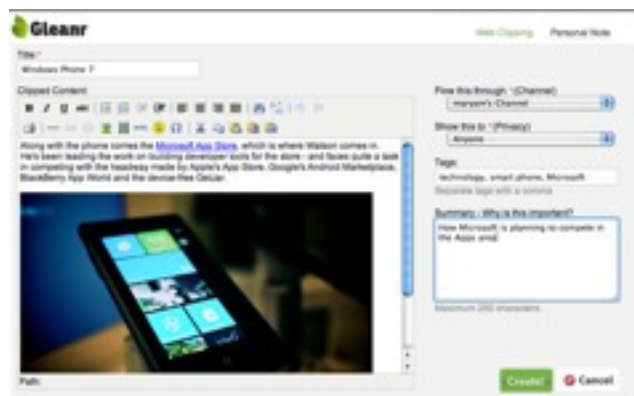 Gleanr
Web Clipping Personal Note
Title:*
Windows Phone 7
Clipped Content:
Along with the phone comes the Microsoft App Store, which is where Watson comes in.
He's been leading the work on building developer tools for the store - and faces quite a task
in competing with the headway made by Apple's App Store, Google's Android Marketplace,
BlackBerry App World and the device-free GetJar.
Path:
Flow this through *(Channel)
maryam's Channel
Show this to *(Privacy)
Anyone
Tags:
technology, smart phone, Microsoft
Separate tags with a comma
Summary - Why is this important?
How Microsoft is planning to compete in
the Apps area
Maximum 250 characters
Create!
Cancel